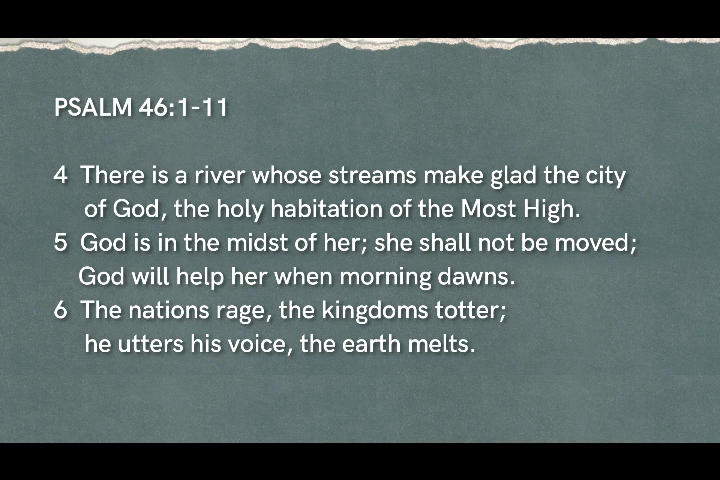 PSALM 46:1-11
4 There is a river whose streams make glad the city
of God, the holy habitation of the Most High.
5 God is in the midst of her; she shall not be moved;
God will help her when morning dawns.
6 The nations rage, the kingdoms totter;
he utters his voice, the earth melts.